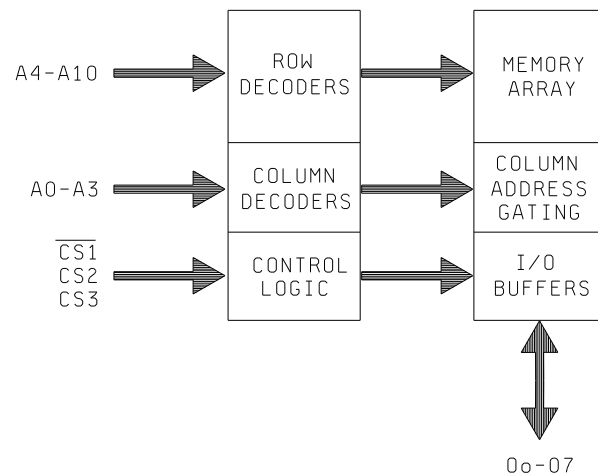 A4-A10
ROW
DECODERS
MEMORY
ARRAY
A0-A3
COLUMN
DECODERS
COLUMN
ADDRESS
GATING
C̅S̅1̅
CS2
CS3
CONTROL
LOGIC
I/O
BUFFERS
Oo-O7